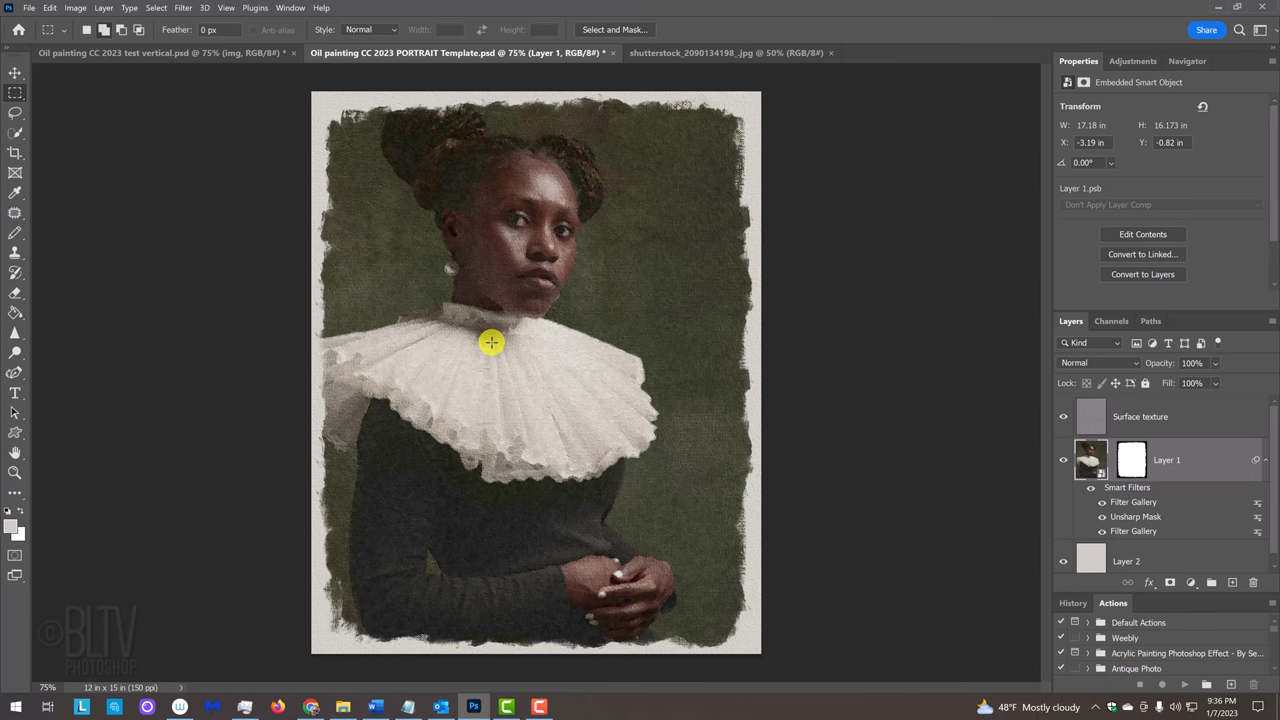 Ps File Edit Image Layer Type Select Filter 3D View Plugins Window Help
Feather: 0 px Anti-alias Style: Normal Width: Height: Select and Mask... Share
Oil painting CC 2023 test vertical.psd @ 75% (img, RGB/8#) * × Oil painting CC 2023 PORTRAIT Template.psd @ 75% (Layer 1, RGB/8#) * × shutterstock_2090134198_.jpg @ 50% (RGB/8#) ×
Properties Adjustments Navigator
Embedded Smart Object
Transform
W: 17.18 in H: 16.173 in
X: -3.19 in Y: -0.82 in
0.00°
Layer 1.psb
Don't Apply Layer Comp
Edit Contents
Convert to Linked...
Convert to Layers
Layers Channels Paths
Kind
Normal Opacity: 100%
Lock: Fill: 100%
Surface texture
Layer 1
Smart Filters
Filter Gallery
Unsharp Mask
Filter Gallery
Layer 2
History Actions
Default Actions
Weebly
Acrylic Painting Photoshop Effect - By Se...
Antique Photo
©BLTV
PHOTOSHOP
75% 12 in x 15 in (150 ppi)
48° Mostly cloudy 9:36 PM
1/7/2023